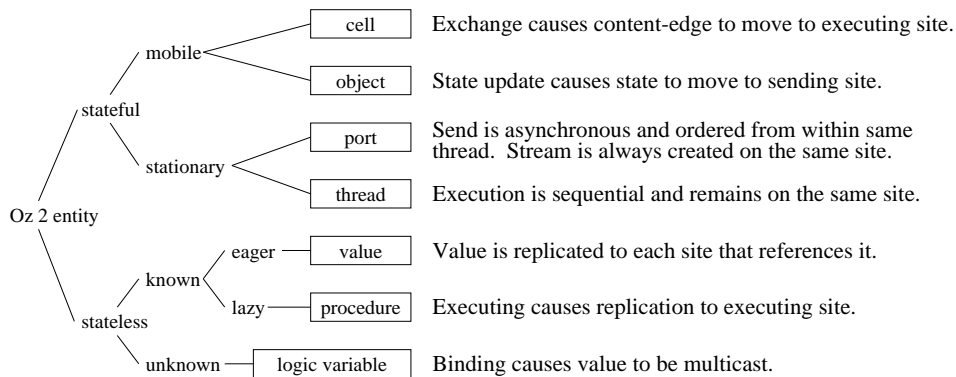 cell Exchange causes content-edge to move to executing site.
mobile
object State update causes state to move to sending site.
stateful
port Send is asynchronous and ordered from within same
thread. Stream is always created on the same site.
stationary
thread Execution is sequential and remains on the same site.
Oz 2 entity
eager value Value is replicated to each site that references it.
known
lazy procedure Executing causes replication to executing site.
stateless
unknown logic variable Binding causes value to be multicast.